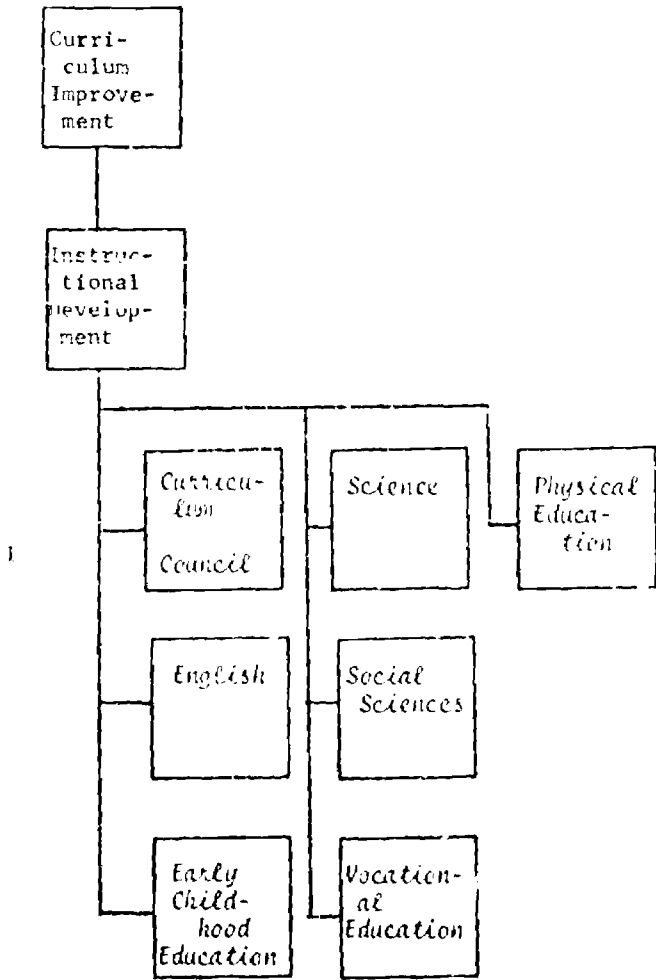 Curri-
culum
Improve-
ment
Instruc-
tional
Develop-
ment
Curricu-
lum
Council
Science
Physical
Educa-
tion
English
Social
Sciences
Early
Child-
hood
Education
Vocation-
al
Education